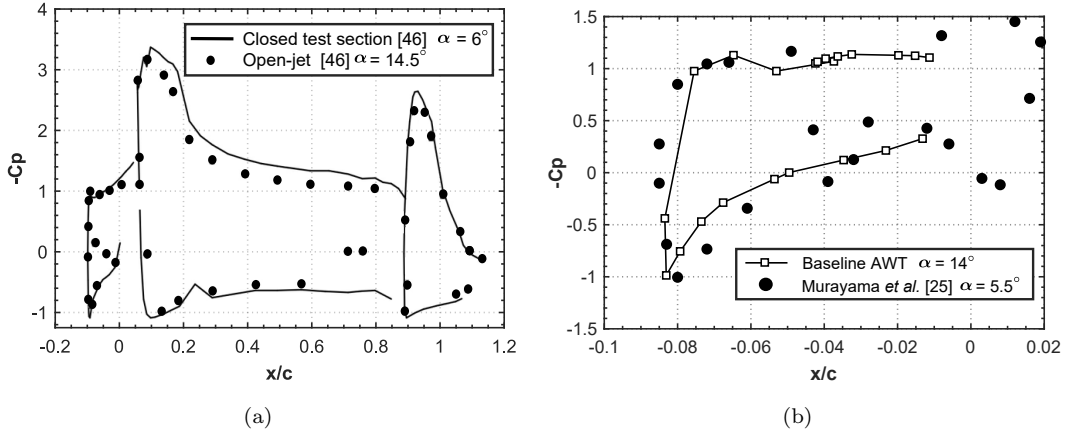 4
3
2
1
0
-1
-0.2
0
0.2
0.4
0.6
0.8
1
1.2
-Cp
x/c
Closed test section [46] α = 6°
Open-jet [46] α = 14.5°
(a)
1.5
1
0.5
0
-0.5
-1
-1.5
-0.1
-0.08
-0.06
-0.04
-0.02
0
0.02
-Cp
x/c
Baseline AWT α = 14°
Murayama et al. [25] α = 5.5°
(b)